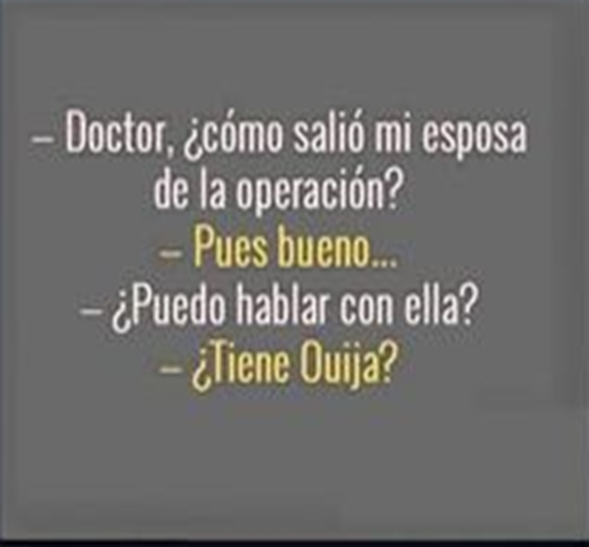 – Doctor, ¿cómo salió mi esposa
de la operación?
– Pues bueno...
– ¿Puedo hablar con ella?
– ¿Tiene Ouija?